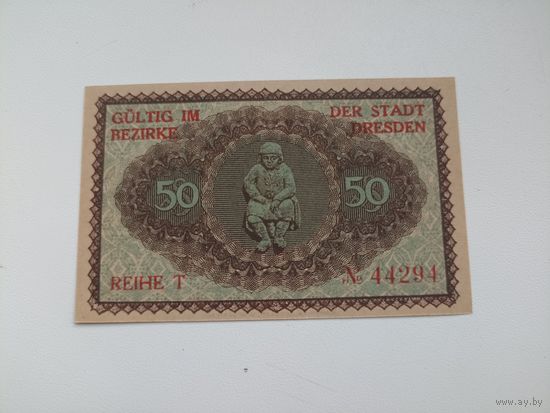 GÜLTIG IM DER STADT
BEZIRKE DRESDEN
50 50
REIHE T № 44294
www.ay.by